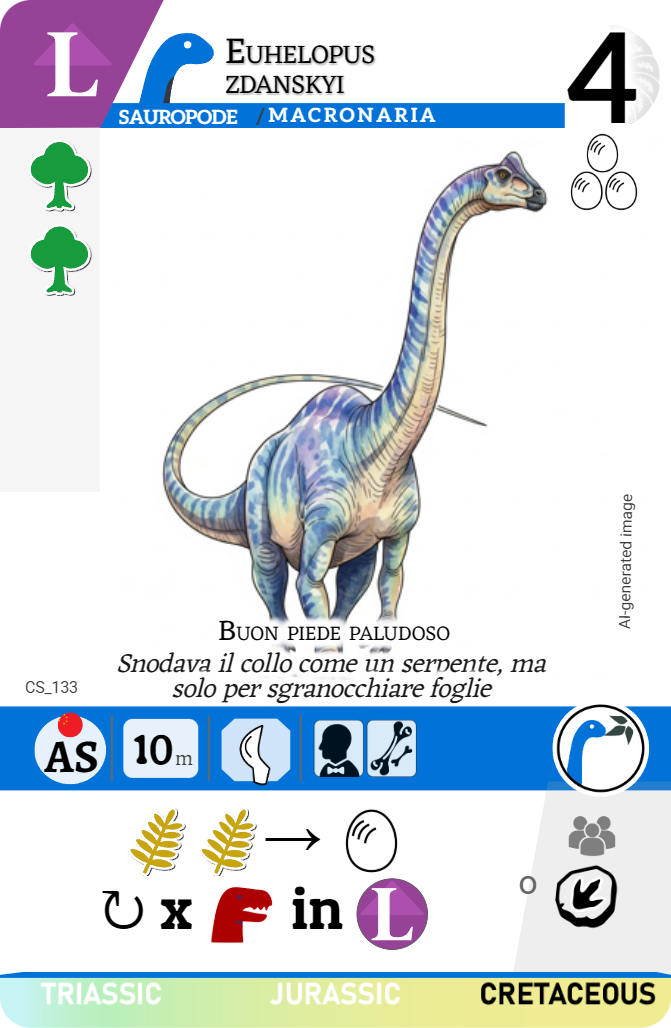 L
EUHELOPUS
ZDANSKYI
4
SAUROPODE / MACRONARIA
AI-generated image
BUON PIEDE PALUDOSO
Snodava il collo come un serpente, ma
solo per sgranocchiare foglie
CS_133
AS
10 m
x in L
O
TRIASSIC JURASSIC CRETACEOUS